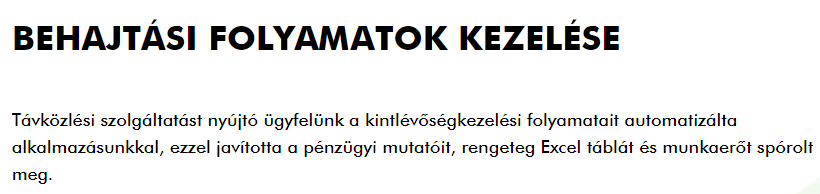 BEHAJTÁSI FOLYAMATOK KEZELÉSE
Távközlési szolgáltatást nyújtó ügyfelünk a kintlévőségkezelési folyamatait automatizálta
alkalmazásunkkal, ezzel javította a pénzügyi mutatóit, rengeteg Excel táblát és munkaerőt spórolt
meg.